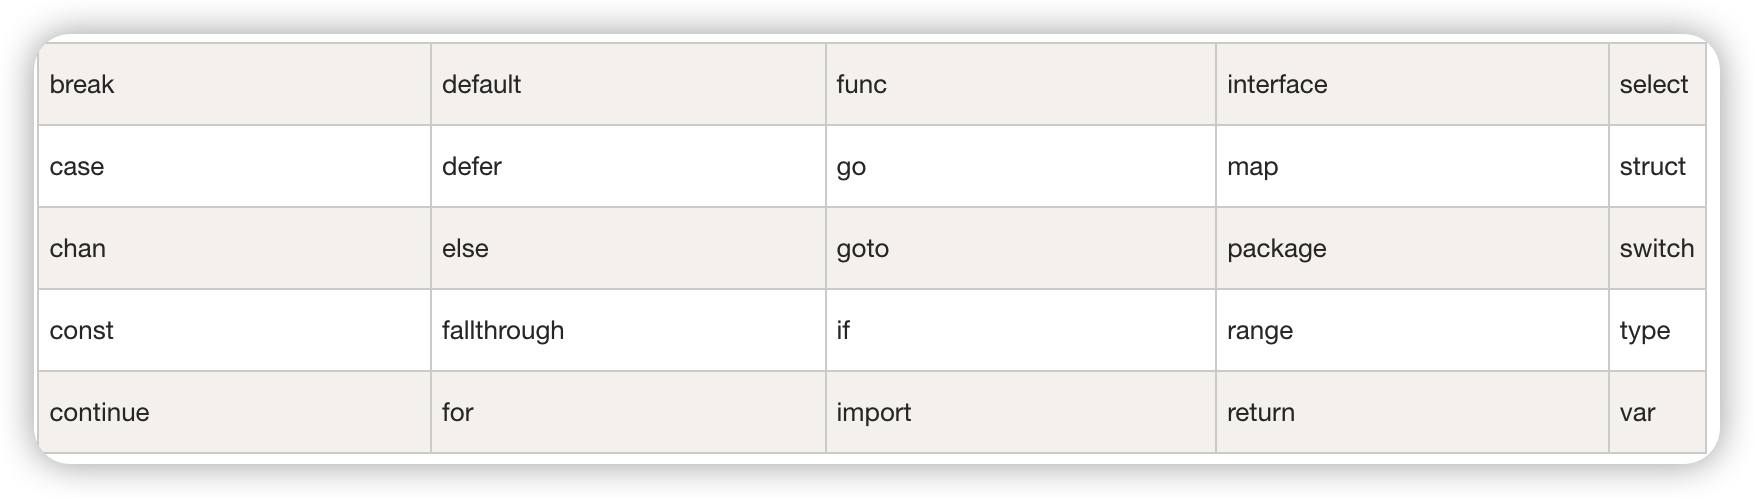 break default func interface select
case defer go map struct
chan else goto package switch
const fallthrough if range type
continue for import return var